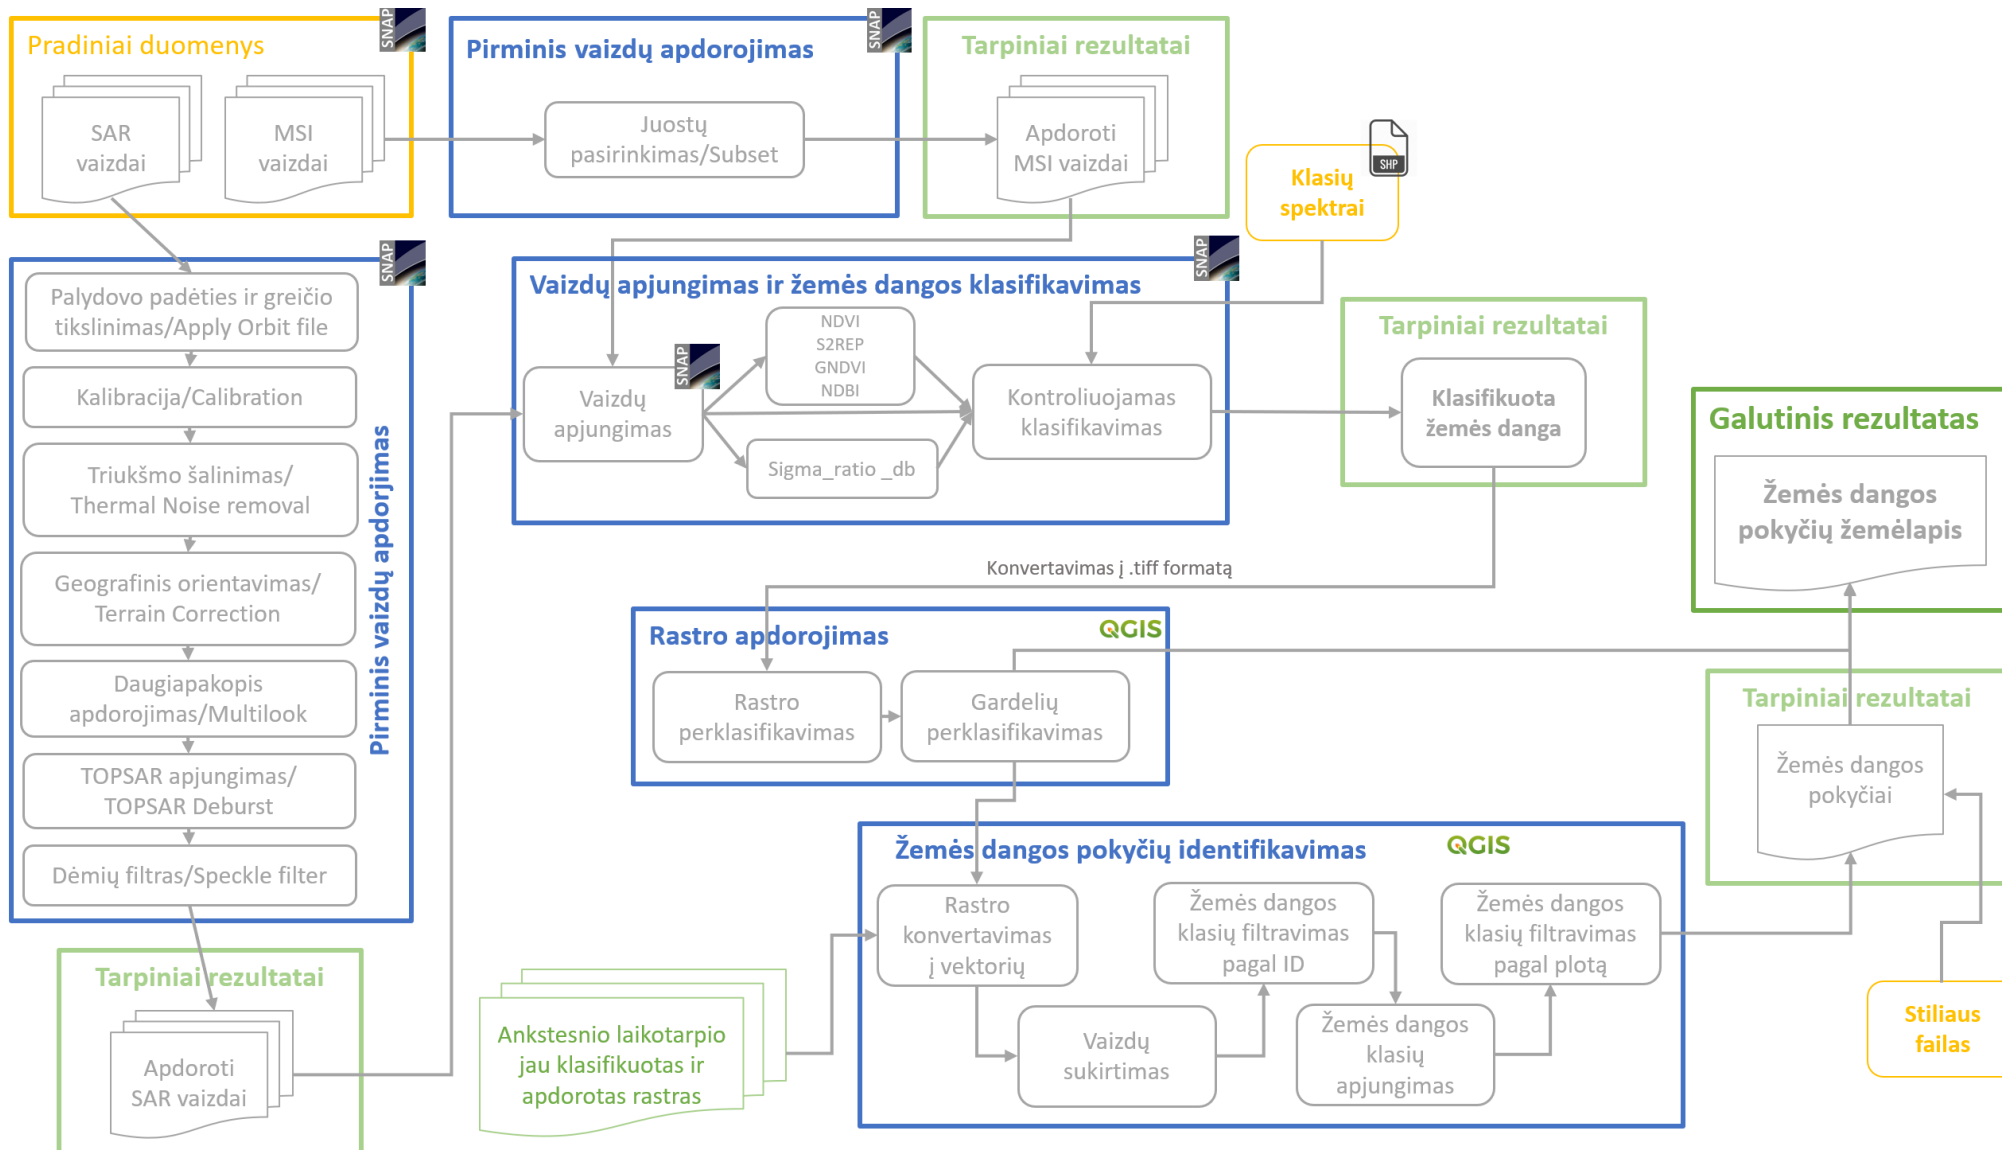 Pradiniai duomenys
SNAP
SAR
vaizdai
MSI
vaizdai
Pirminis vaizdų apdorojimas
SNAP
Juostų
pasirinkimas/Subset
Tarpiniai rezultatai
Apdoroti
MSI vaizdai
SHP
Klasių
spektrai
SNAP
Palydovo padėties ir greičio
tikslinimas/Apply Orbit file
Kalibracija/Calibration
Triukšmo šalinimas/
Thermal Noise removal
Geografinis orientavimas/
Terrain Correction
Daugiapakopis
apdorojimas/Multilook
TOPSAR apjungimas/
TOPSAR Deburst
Dėmių filtras/Speckle filter
Pirminis vaizdų apdorjimas
Tarpiniai rezultatai
Apdoroti
SAR vaizdai
SNAP
Vaizdų apjungimas ir žemės dangos klasifikavimas
SNAP
Vaizdų
apjungimas
NDVI
S2REP
GNDVI
NDBI
Sigma_ratio _db
Kontroliuojamas
klasifikavimas
Tarpiniai rezultatai
Klasifikuota
žemės danga
Galutinis rezultatas
Žemės dangos
pokyčių žemėlapis
Konvertavimas į .tiff formatą
Rastro apdorojimas
QGIS
Rastro
perklasifikavimas
Gardelių
perklasifikavimas
Tarpiniai rezultatai
Žemės dangos
pokyčiai
Žemės dangos pokyčių identifikavimas
QGIS
Rastro
konvertavimas
į vektorių
Vaizdų
sukirtimas
Žemės dangos
klasių filtravimas
pagal ID
Žemės dangos
klasių
apjungimas
Žemės dangos
klasių filtravimas
pagal plotą
Ankstesnio laikotarpio
jau klasifikuotas ir
apdorotas rastras
Stiliaus
failas